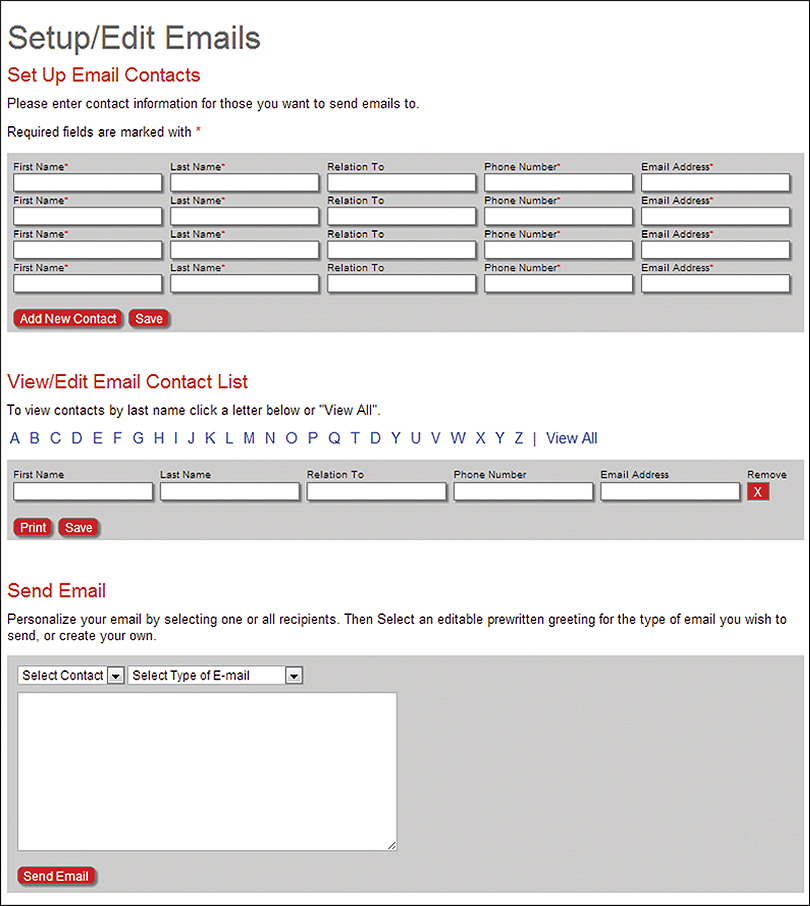 Setup/Edit Emails
Set Up Email Contacts
Please enter contact information for those you want to send emails to.
Required fields are marked with *
First Name* Last Name* Relation To Phone Number* Email Address*
First Name* Last Name* Relation To Phone Number* Email Address*
First Name* Last Name* Relation To Phone Number* Email Address*
First Name* Last Name* Relation To Phone Number* Email Address*
Add New Contact Save
View/Edit Email Contact List
To view contacts by last name click a letter below or "View All".
A B C D E F G H I J K L M N O P Q T D Y U V W X Y Z | View All
First Name Last Name Relation To Phone Number Email Address Remove
X
Print Save
Send Email
Personalize your email by selecting one or all recipients. Then Select an editable prewritten greeting for the type of email you wish to
send, or create your own.
Select Contact Select Type of E-mail
Send Email